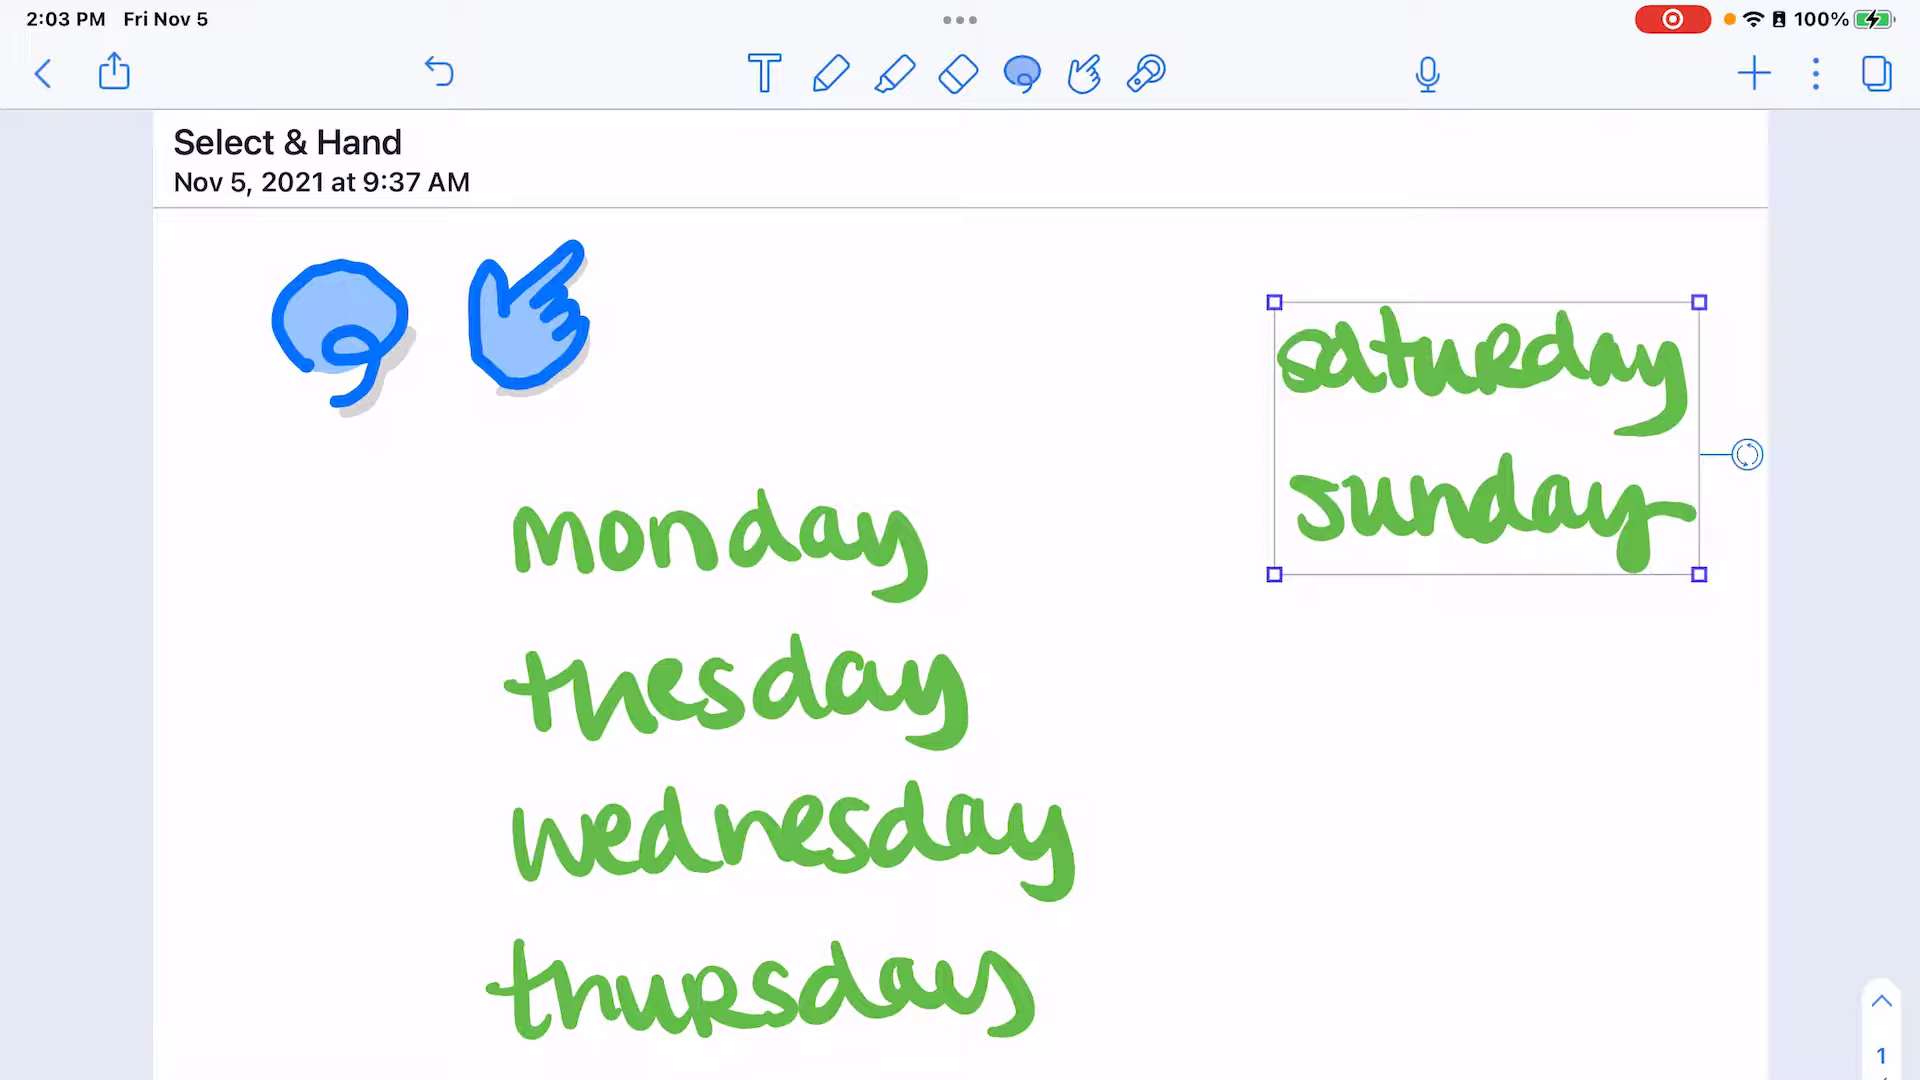 2:03 PM Fri Nov 5
100%
Select & Hand
Nov 5, 2021 at 9:37 AM
saturday
sunday
monday
tuesday
wednesday
thursday
1